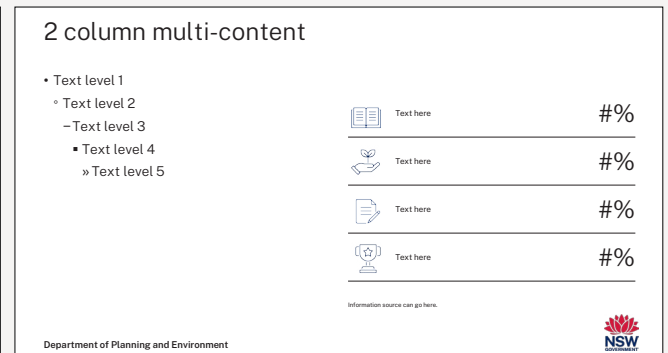 2 column multi-content
• Text level 1
◦ Text level 2
– Text level 3
▪ Text level 4
» Text level 5
Text here #%
Text here #%
Text here #%
Text here #%
Information source can go here.
Department of Planning and Environment
NSW
GOVERNMENT